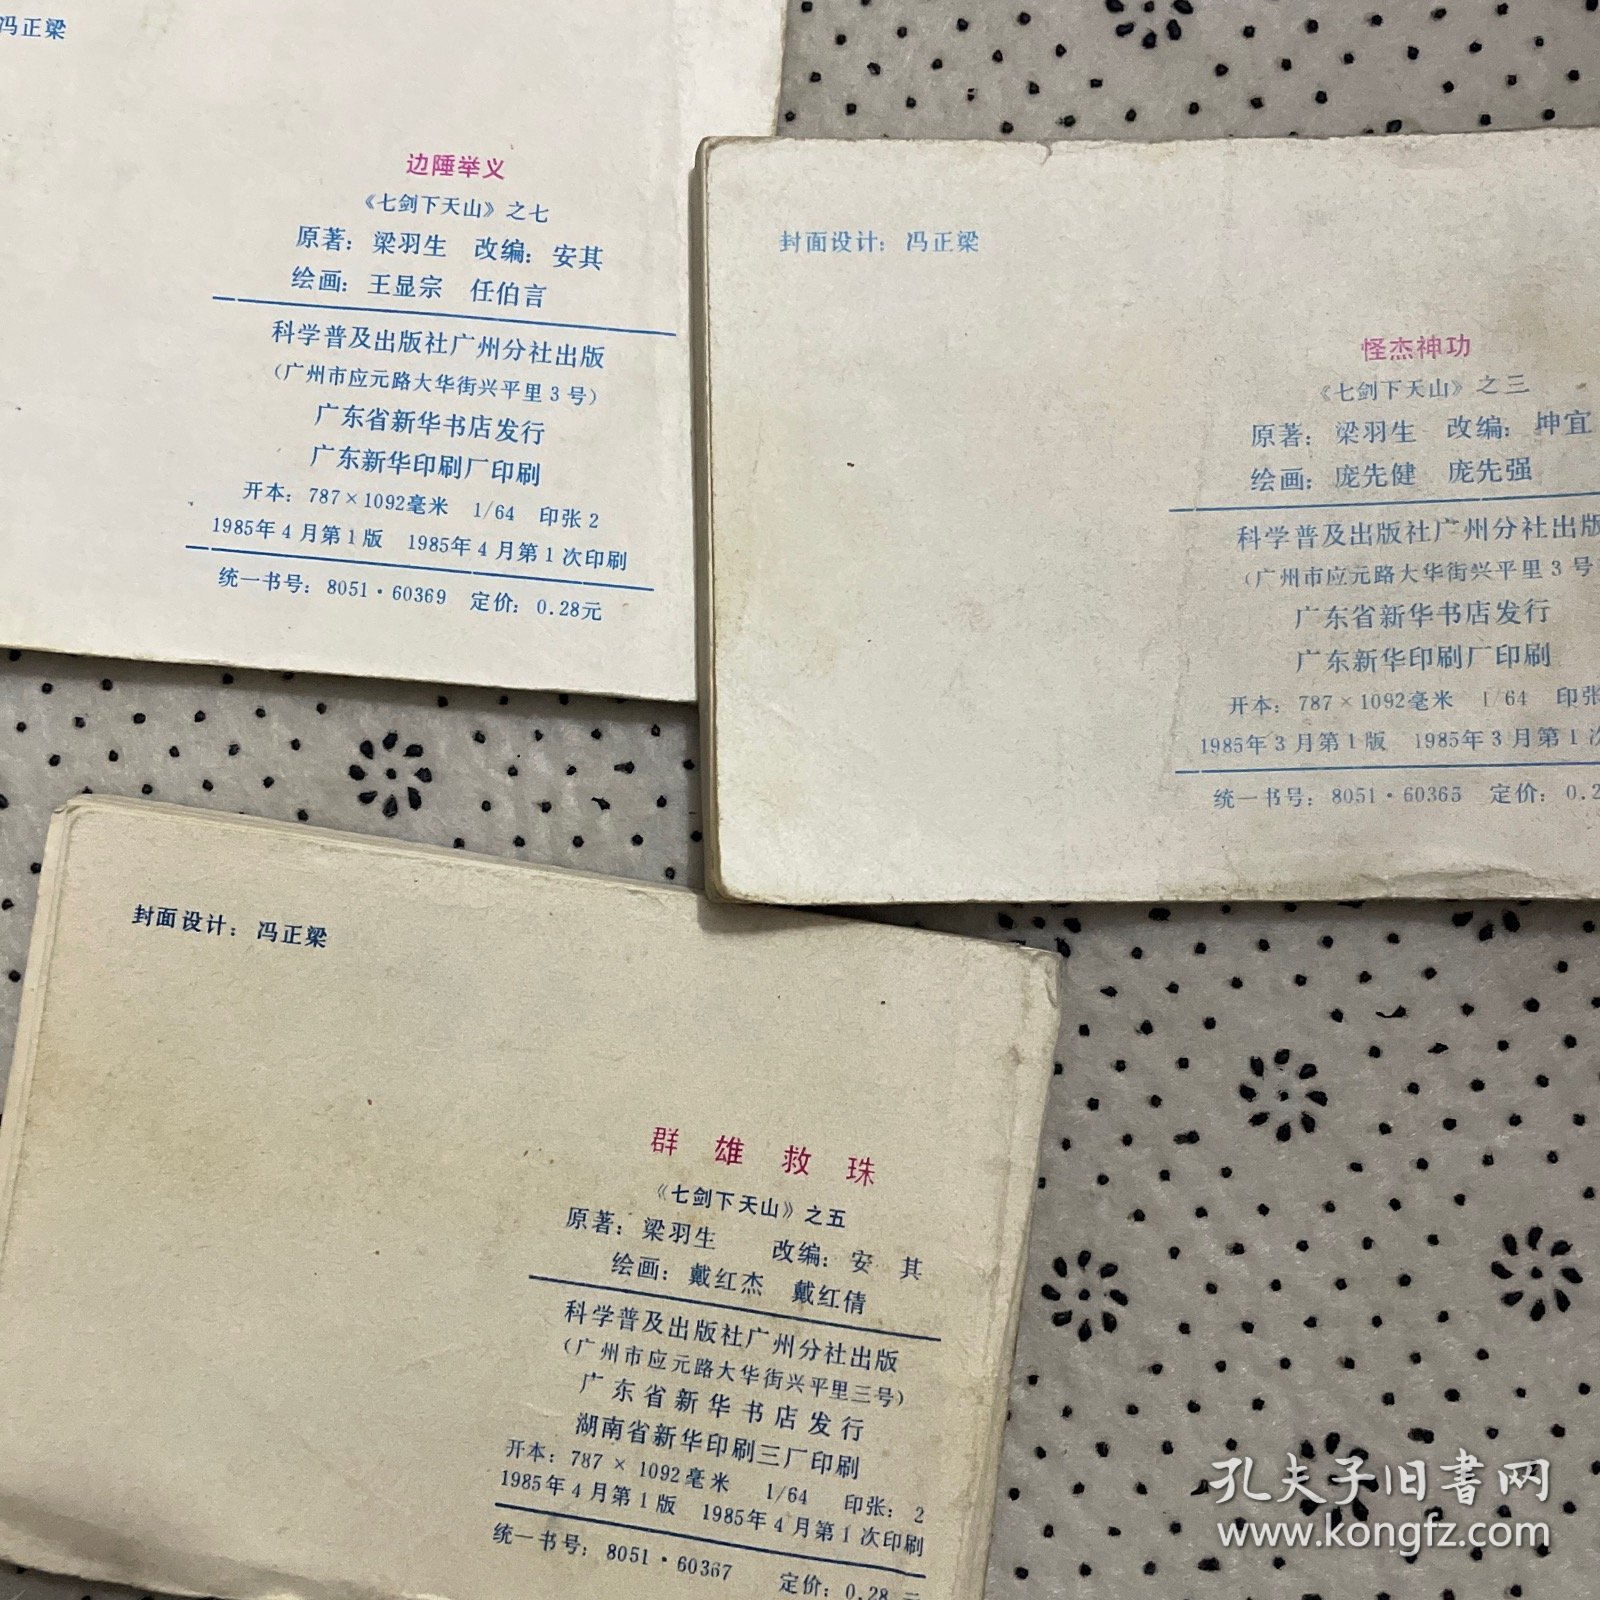 冯正梁
边陲举义
《七剑下天山》之七
原著：梁羽生 改编：安其
绘画：王显宗 任伯言
科学普及出版社广州分社出版
（广州市应元路大华街兴平里3号）
广东省新华书店发行
广东新华印刷厂印刷
开本：787×1092毫米 1/64 印张2
1985年4月第1版 1985年4月第1次印刷
统一书号：8051·60369 定价：0.28元
封面设计：冯正梁
怪杰神功
《七剑下天山》之三
原著：梁羽生 改编：坤宜
绘画：庞先健 庞先强
科学普及出版社广州分社出版
（广州市应元路大华街兴平里3号
广东省新华书店发行
广东新华印刷厂印刷
开本：787×1092毫米 1/64 印张
1985年3月第1版 1985年3月第1次
统一书号：8051·60365 定价：0.2
封面设计：冯正梁
群雄救珠
《七剑下天山》之五
原著：梁羽生 改编：安其
绘画：戴红杰 戴红倩
科学普及出版社广州分社出版
（广州市应元路大华街兴平里三号）
广东省新华书店发行
湖南省新华印刷三厂印刷
开本：787×1092毫米 1/64 印张：2
1985年4月第1版 1985年4月第1次印刷
统一书号：8051·60367 定价：0.28
孔夫子旧书网
www.kongfz.com